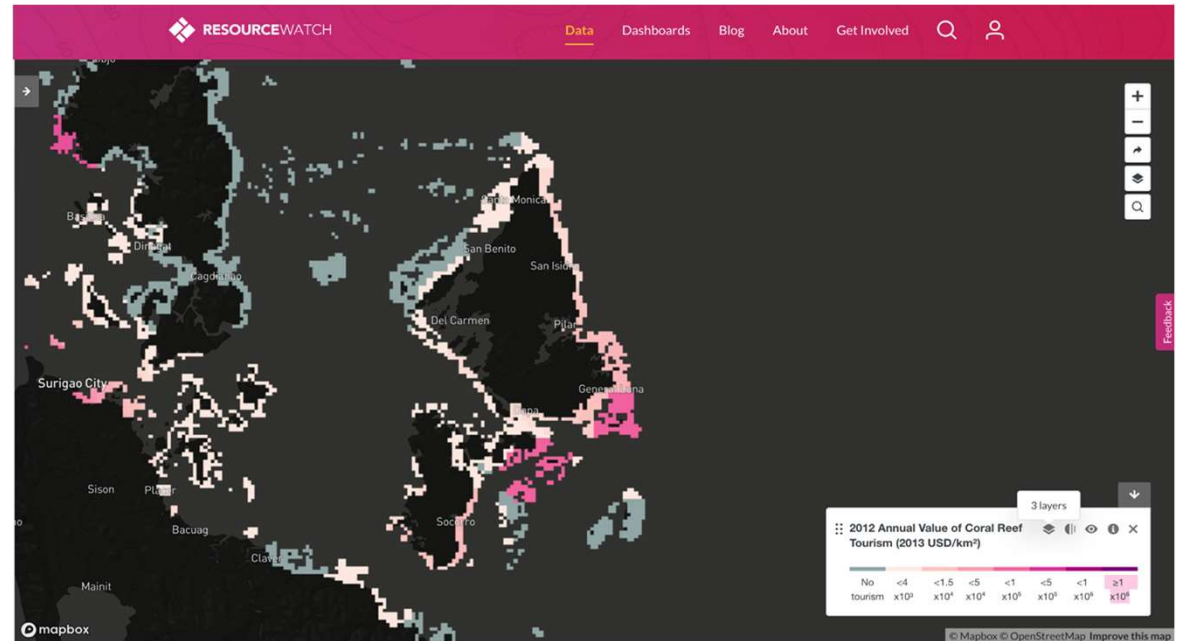 RESOURCEWATCH
Data Dashboards Blog About Get Involved
Basilisa
Dinagat
Cagdianao
Santa Monica
San Benito
San Isidro
Del Carmen
Pilar
Surigao City
General Luna
Dapa
Sison
Placer
Socorro
Bacuag
Claver
Mainit
Feedback
3 layers
2012 Annual Value of Coral Reef
Tourism (2013 USD/km²)
No <4 <1.5 <5 <1 <5 <1 ≥1
tourism x10³ x10⁴ x10⁴ x10⁵ x10⁵ x10⁶ x10⁶
mapbox
© Mapbox © OpenStreetMap Improve this map